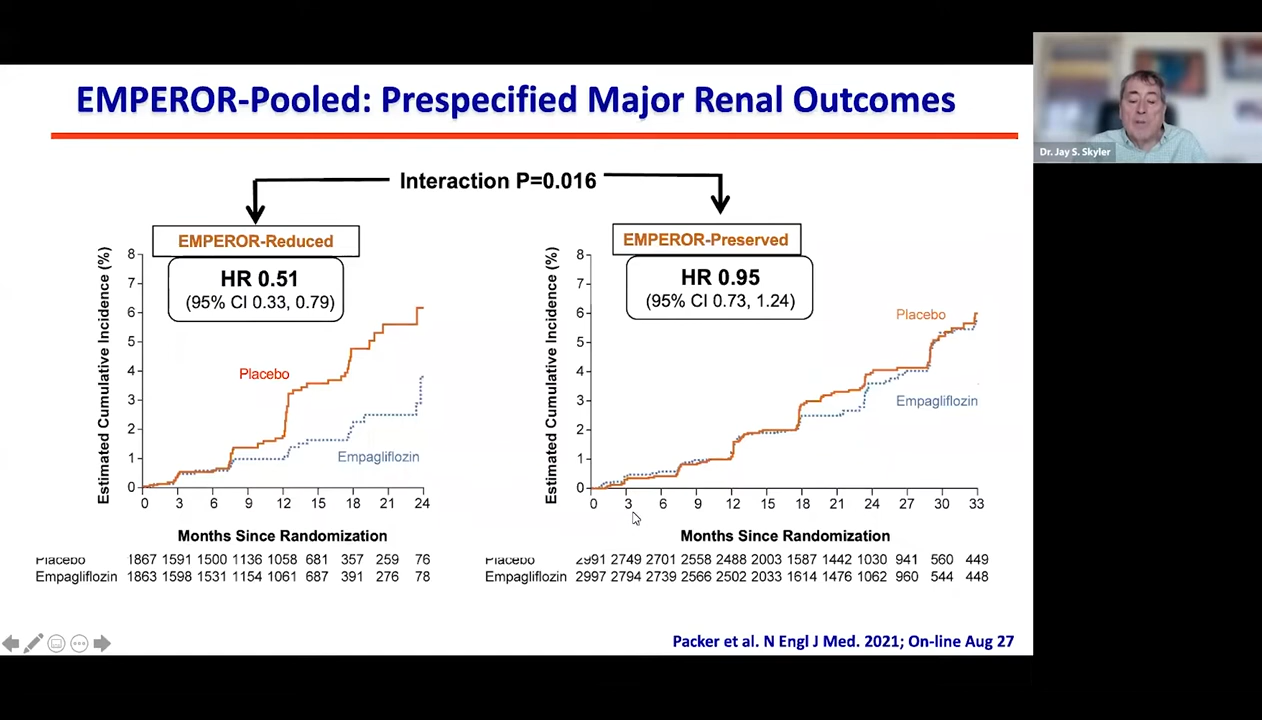 EMPEROR-Pooled: Prespecified Major Renal Outcomes
Dr. Jay S. Skyler
Interaction P=0.016
EMPEROR-Reduced
HR 0.51
(95% CI 0.33, 0.79)
Estimated Cumulative Incidence (%)
8
7
6
5
4
3
2
1
0
Placebo
Empagliflozin
0 3 6 9 12 15 18 21 24
Months Since Randomization
Placebo 1867 1591 1500 1136 1058 681 357 259 76
Empagliflozin 1863 1598 1531 1154 1061 687 391 276 78
EMPEROR-Preserved
HR 0.95
(95% CI 0.73, 1.24)
Estimated Cumulative Incidence (%)
8
7
6
5
4
3
2
1
0
Placebo
Empagliflozin
0 3 6 9 12 15 18 21 24 27 30 33
Months Since Randomization
Placebo 2991 2749 2701 2558 2488 2003 1587 1442 1030 941 560 449
Empagliflozin 2997 2794 2739 2566 2502 2033 1614 1476 1062 960 544 448
Packer et al. N Engl J Med. 2021; On-line Aug 27